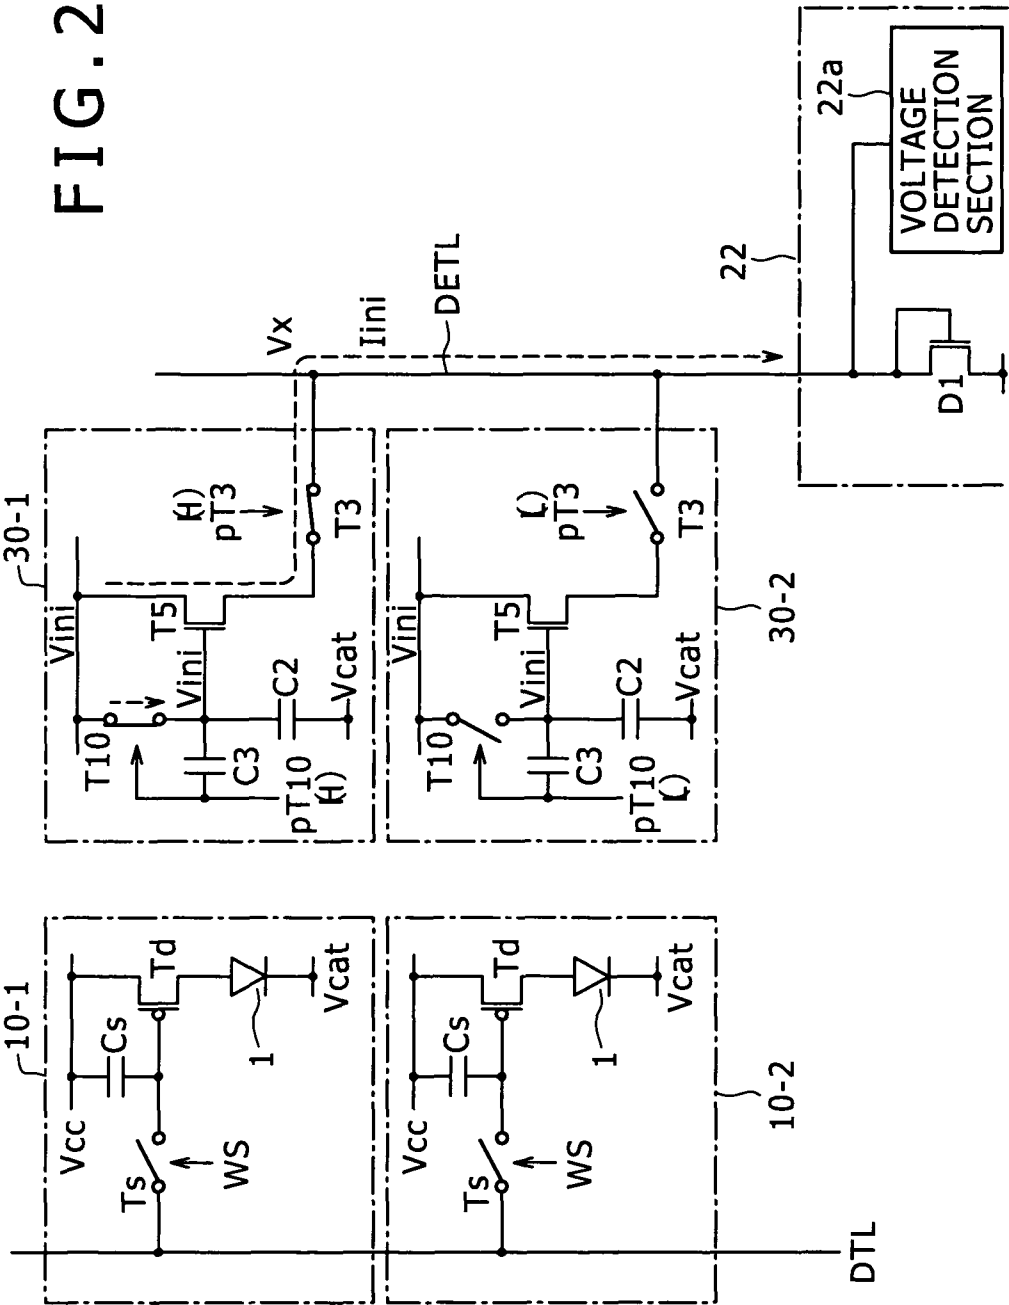 FIG.2
10-1
Vcc
Cs
Td
Ts
WS
1
Vcat
30-1
Vini
T10
Vini
T5
C3
C2
pT10
(H)
Vcat
(H)
pT3
T3
Vx
Iini
DETL
10-2
Vcc
Cs
Td
Ts
WS
1
Vcat
30-2
Vini
T10
Vini
T5
C3
C2
pT10
(L)
Vcat
(L)
pT3
T3
DTL
22
22a
VOLTAGE
DETECTION
SECTION
D1